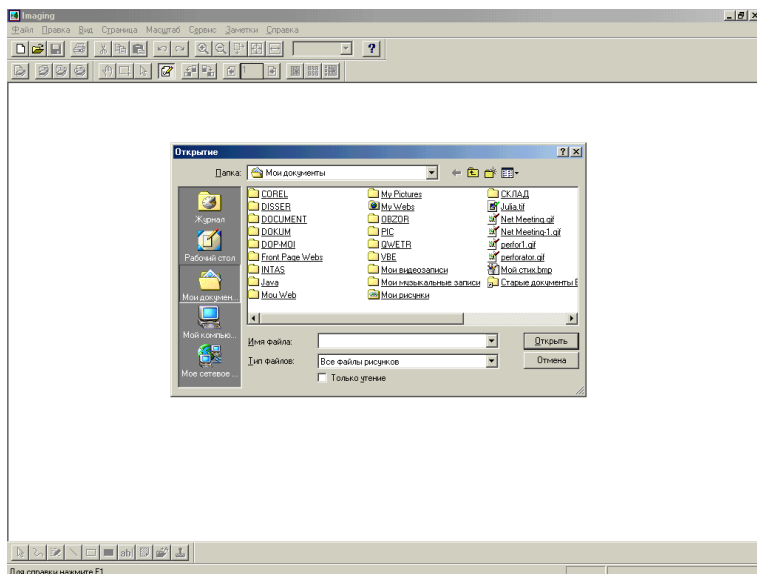 Imaging
Файл Правка Вид Страница Масштаб Сервис Заметки Справка
1
Открытие
Папка: Мои документы
Журнал
Рабочий стол
Мои докумен...
Мой компью...
Мое сетевое ...
COREL
DISSER
DOCUMENT
DOKUM
DOP-MOI
Front Page Webs
INTAS
Java
Mou Web
My Pictures
My Webs
OBZOR
PIC
QWETR
VBE
Мои видеозаписи
Мои музыкальные записи
Мои рисунки
СКЛАД
Julia.tif
Net Meeting.gif
Net Meeting-1.gif
perfor1.gif
perforator.gif
Мой стих.bmp
Старые документы E
Имя файла:
Открыть
Тип файлов: Все файлы рисунков
Отмена
Только чтение
ab
Для справки нажмите F1